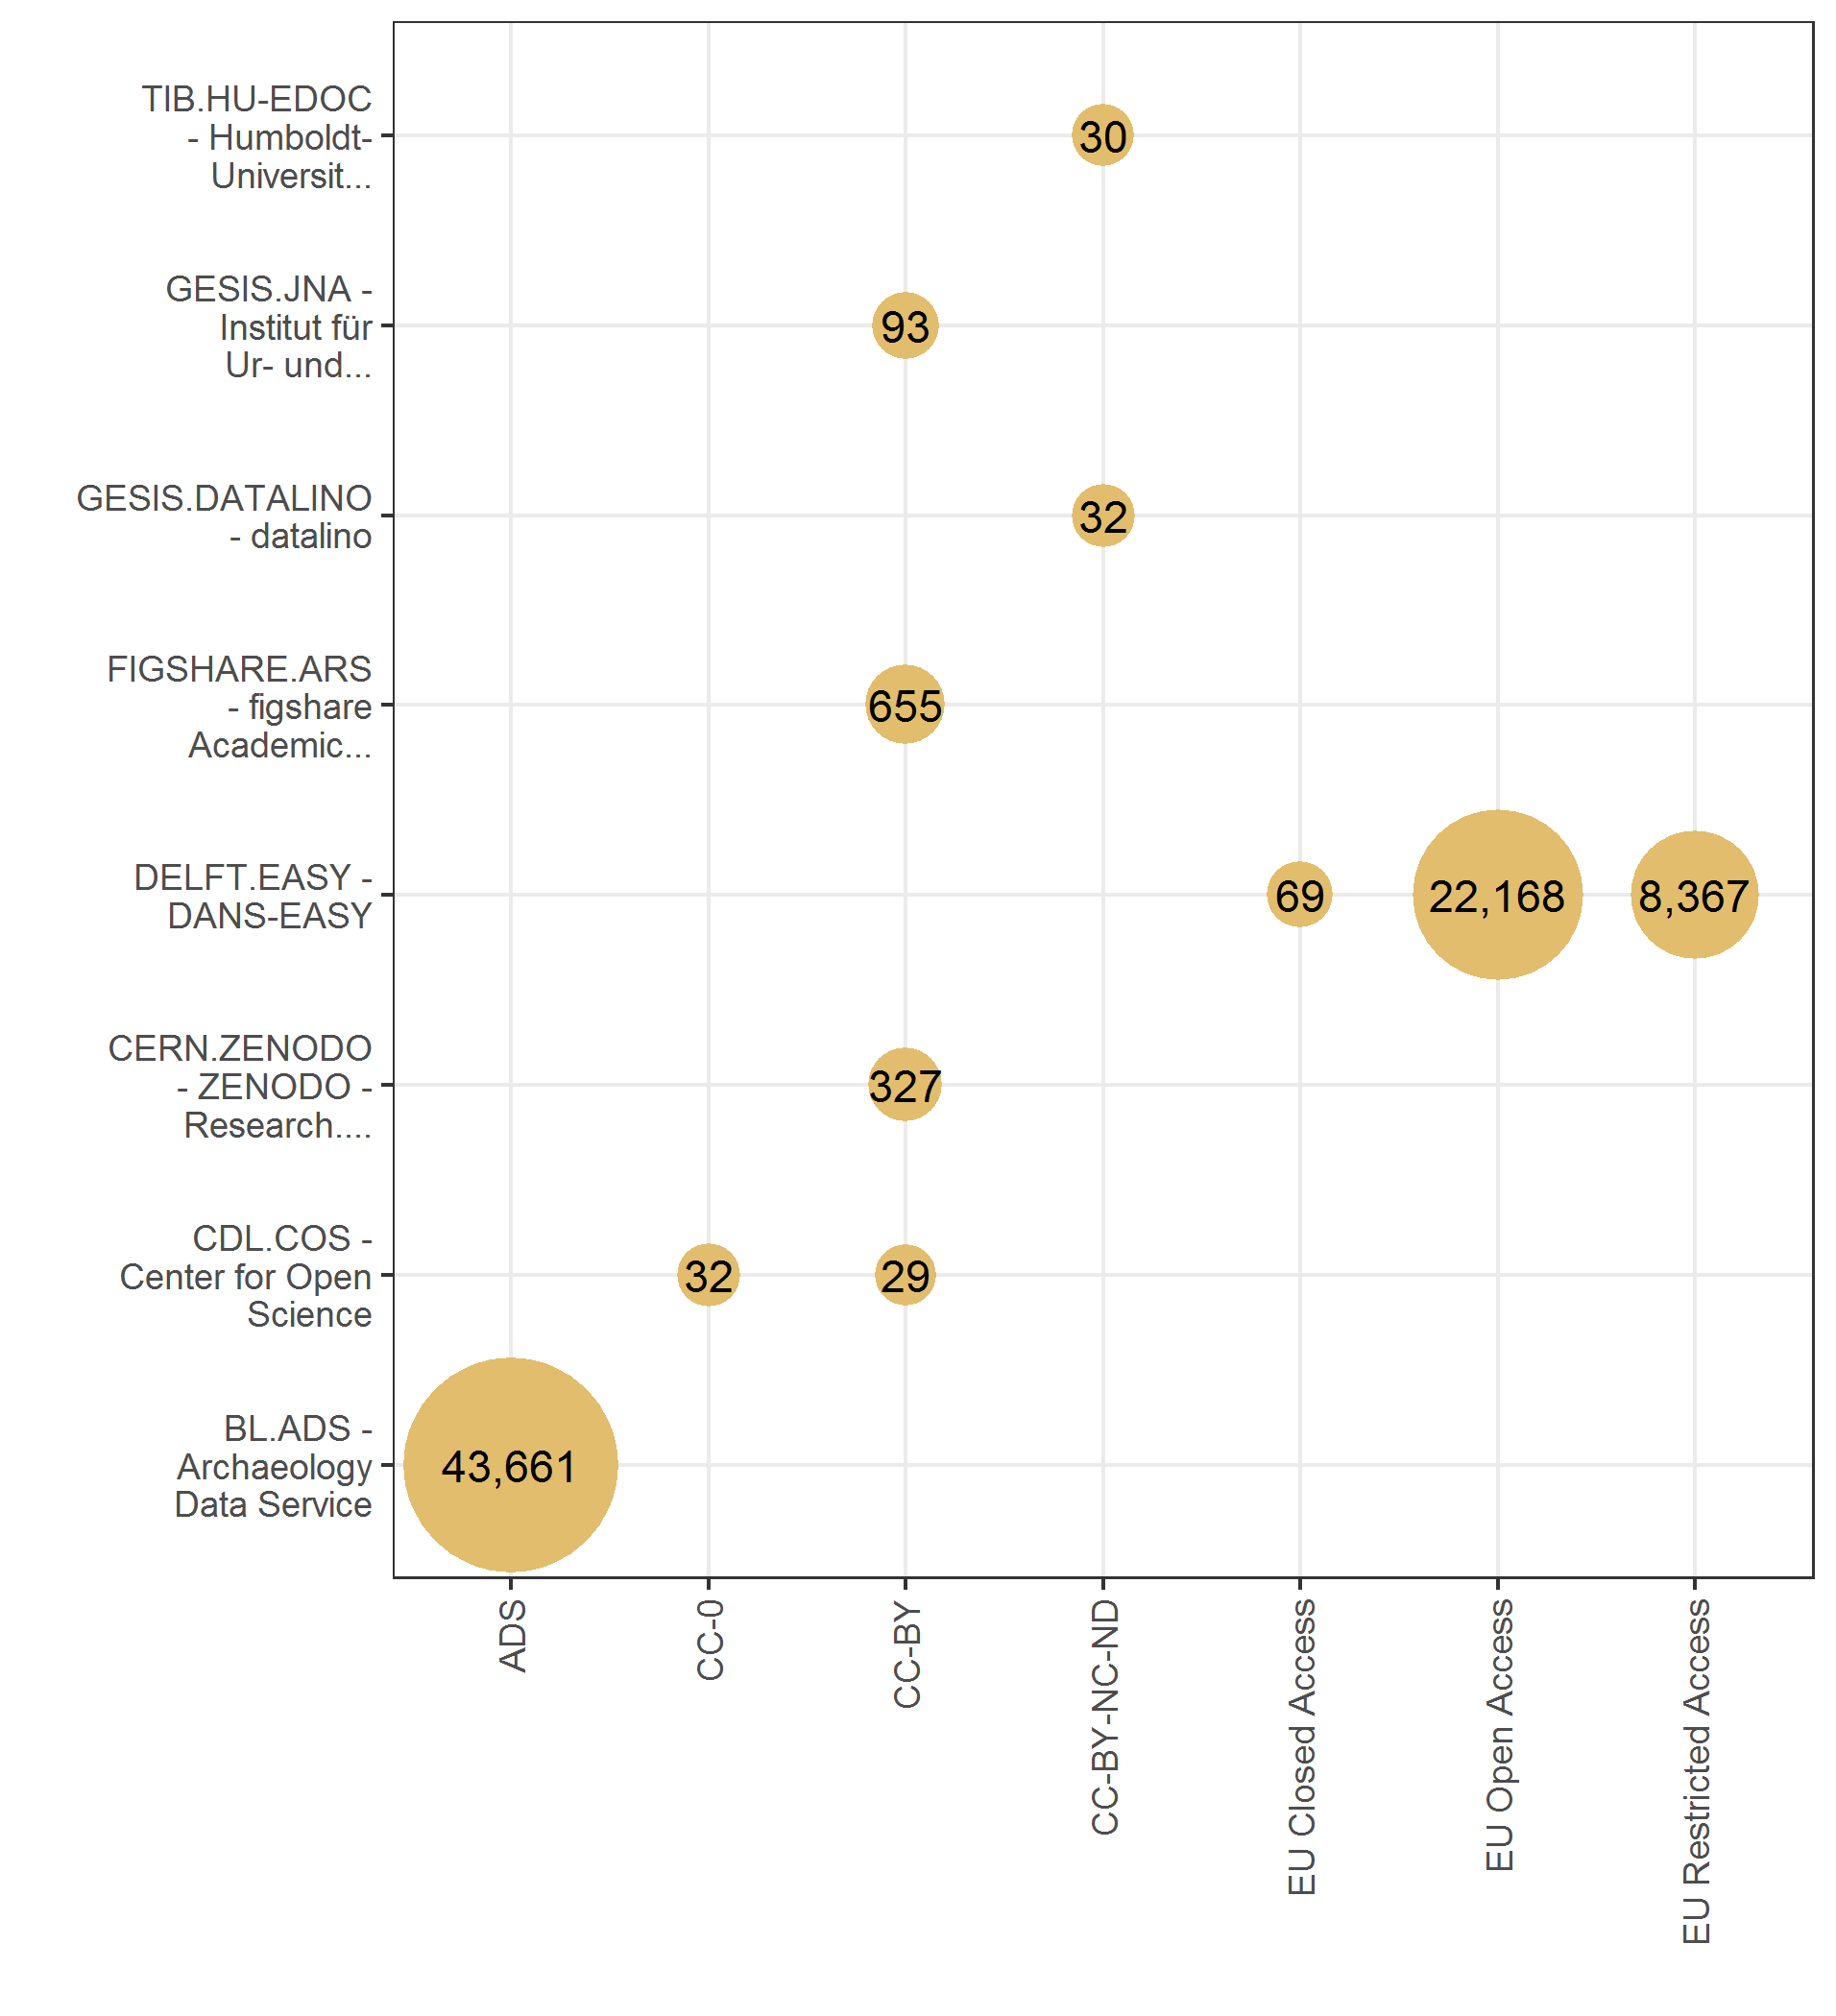 TIB.HU-EDOC
- Humboldt-
Universit...
30
GESIS.JNA -
Institut für
Ur- und...
93
GESIS.DATALINO
- datalino
32
FIGSHARE.ARS
- figshare
Academic...
655
DELFT.EASY -
DANS-EASY
69
22,168
8,367
CERN.ZENODO
- ZENODO -
Research....
327
CDL.COS -
Center for Open
Science
32
29
BL.ADS -
Archaeology
Data Service
43,661
ADS
CC-0
CC-BY
CC-BY-NC-ND
EU Closed Access
EU Open Access
EU Restricted Access